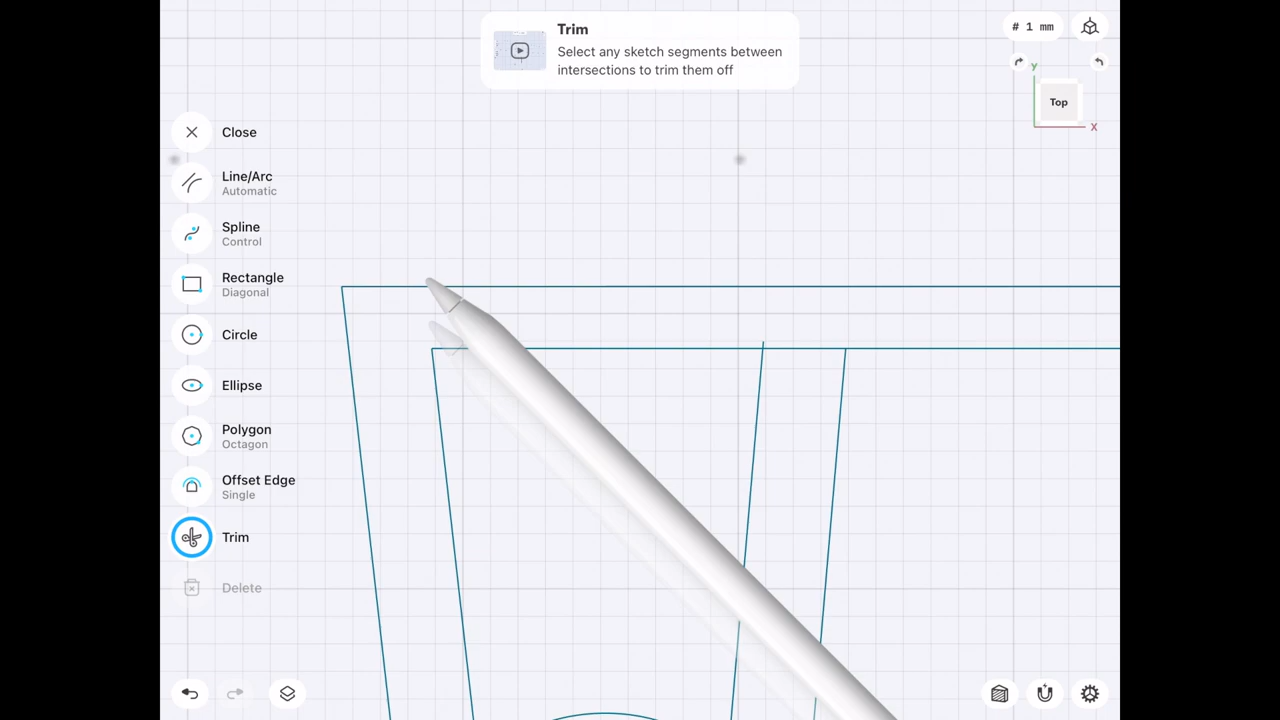 Trim
Select any sketch segments between
intersections to trim them off
# 1 mm
y
Top
X
Close
Line/Arc
Automatic
Spline
Control
Rectangle
Diagonal
Circle
Ellipse
Polygon
Octagon
Offset Edge
Single
Trim
Delete